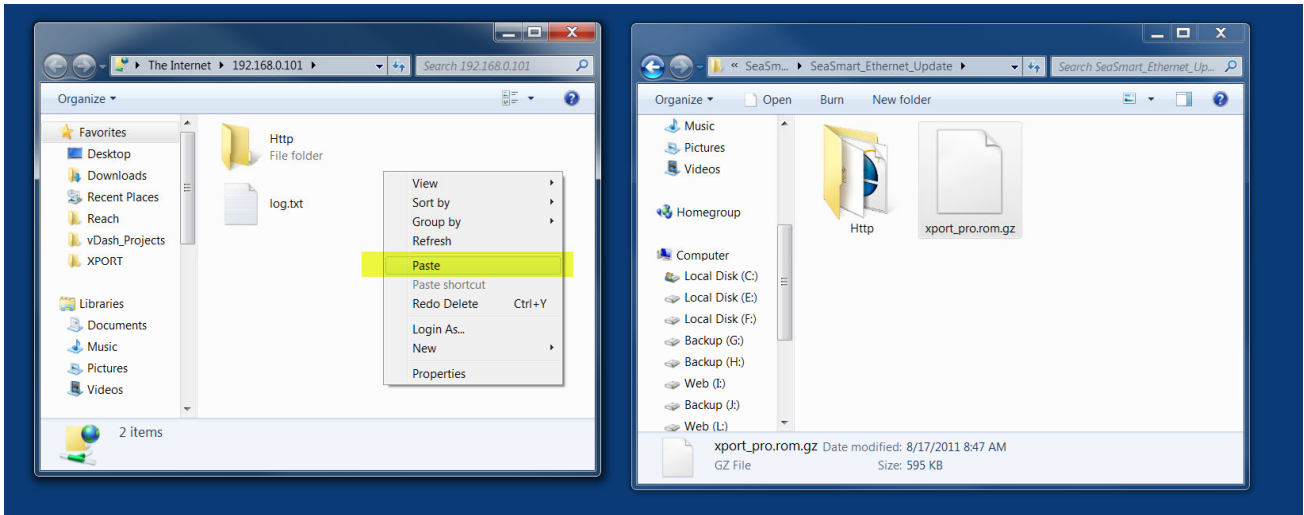 X
The Internet 192.168.0.101
Search 192.168.0.101
Organize
?
Favorites
Desktop
Downloads
Recent Places
Reach
vDash_Projects
XPORT
Libraries
Documents
Music
Pictures
Videos
Http
File folder
log.txt
View
Sort by
Group by
Refresh
Paste
Paste shortcut
Redo Delete Ctrl+Y
Login As...
New
Properties
2 items
X
« SeaSm... SeaSmart_Ethernet_Update
Search SeaSmart_Ethernet_Up...
Organize Open Burn New folder
?
Music
Pictures
Videos
Homegroup
Computer
Local Disk (C:)
Local Disk (E:)
Local Disk (F:)
Backup (G:)
Backup (H:)
Web (I:)
Backup (J:)
Web (L:)
Http
xport_pro.rom.gz
xport_pro.rom.gz Date modified: 8/17/2011 8:47 AM
GZ File Size: 595 KB